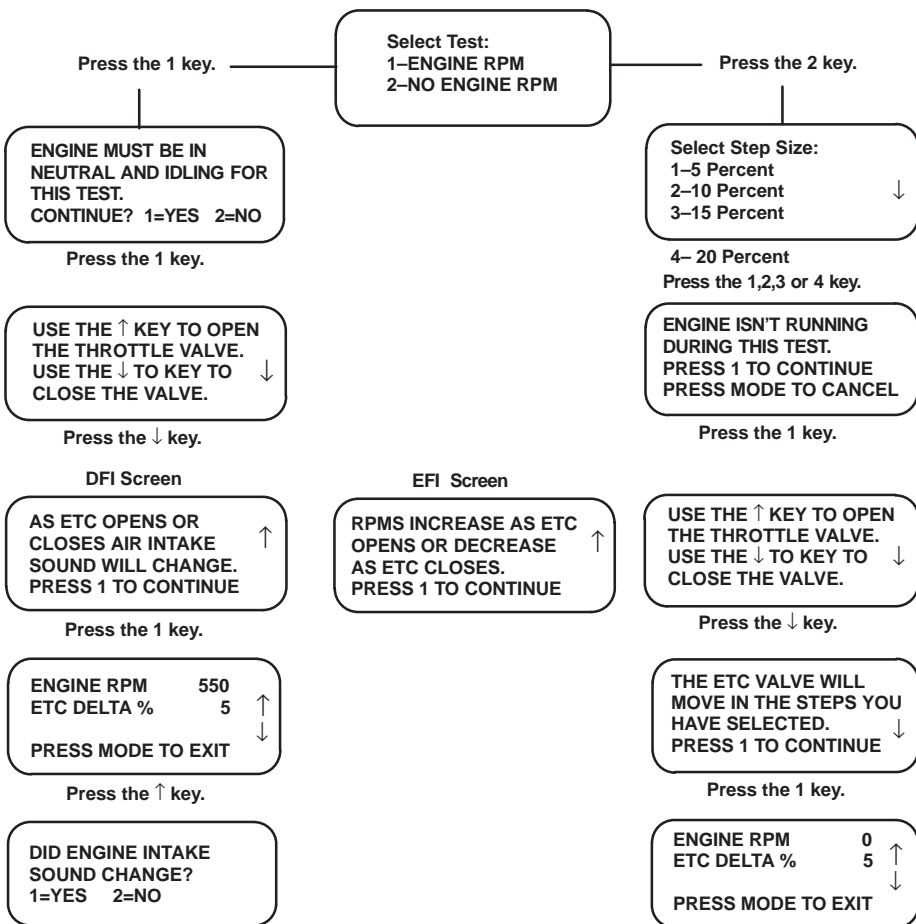 Select Test:
1–ENGINE RPM
2–NO ENGINE RPM
Press the 1 key.
Press the 2 key.
ENGINE MUST BE IN
NEUTRAL AND IDLING FOR
THIS TEST.
CONTINUE? 1=YES 2=NO
Press the 1 key.
USE THE ↑ KEY TO OPEN
THE THROTTLE VALVE.
USE THE ↓ TO KEY TO ↓
CLOSE THE VALVE.
Press the ↓ key.
DFI Screen
AS ETC OPENS OR
CLOSES AIR INTAKE ↑
SOUND WILL CHANGE.
PRESS 1 TO CONTINUE
Press the 1 key.
ENGINE RPM 550
ETC DELTA % 5 ↑
↓
PRESS MODE TO EXIT
Press the ↑ key.
DID ENGINE INTAKE
SOUND CHANGE?
1=YES 2=NO
EFI Screen
RPMS INCREASE AS ETC
OPENS OR DECREASE ↑
AS ETC CLOSES.
PRESS 1 TO CONTINUE
Select Step Size:
1–5 Percent
2–10 Percent ↓
3–15 Percent
4– 20 Percent
Press the 1,2,3 or 4 key.
ENGINE ISN'T RUNNING
DURING THIS TEST.
PRESS 1 TO CONTINUE
PRESS MODE TO CANCEL
Press the 1 key.
USE THE ↑ KEY TO OPEN
THE THROTTLE VALVE.
USE THE ↓ TO KEY TO ↓
CLOSE THE VALVE.
Press the ↓ key.
THE ETC VALVE WILL
MOVE IN THE STEPS YOU
HAVE SELECTED. ↓
PRESS 1 TO CONTINUE
Press the 1 key.
ENGINE RPM 0
ETC DELTA % 5 ↑
↓
PRESS MODE TO EXIT